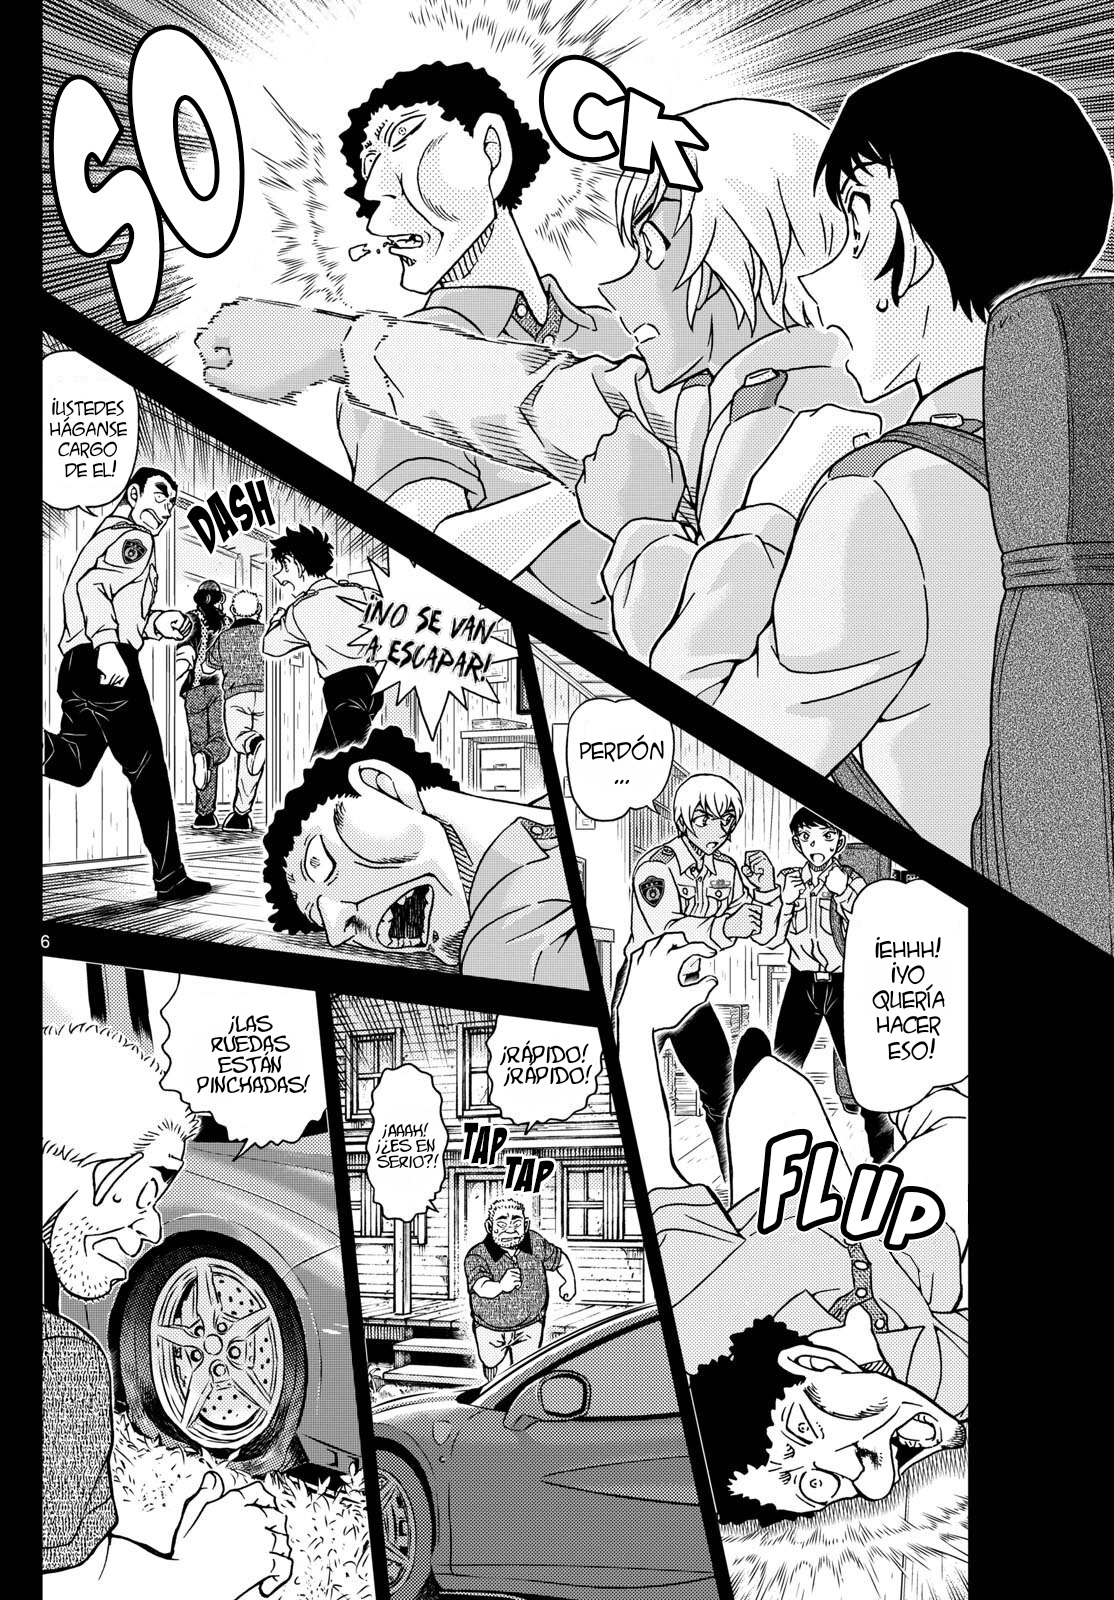 SO
CK
¡USTEDES
HÁGANSE
CARGO
DE EL!
DASH
¡NO SE VAN
A ESCAPAR!
PERDÓN
...
¡EHHH!
¡YO
QUERÍA
HACER
ESO!
FLUP
6
¡RÁPIDO!
¡RÁPIDO!
¡AAAH!
¡¿ES EN
SERIO?!
TAP
TAP
¡LAS
RUEDAS
ESTÁN
PINCHADAS!